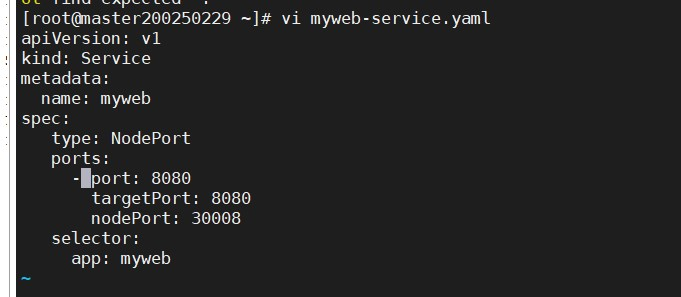 [root@master200250229 ~]# vi myweb-service.yaml
apiVersion: v1
kind: Service
metadata:
  name: myweb
spec:
   type: NodePort
   ports:
     - port: 8080
       targetPort: 8080
       nodePort: 30008
   selector:
     app: myweb
~